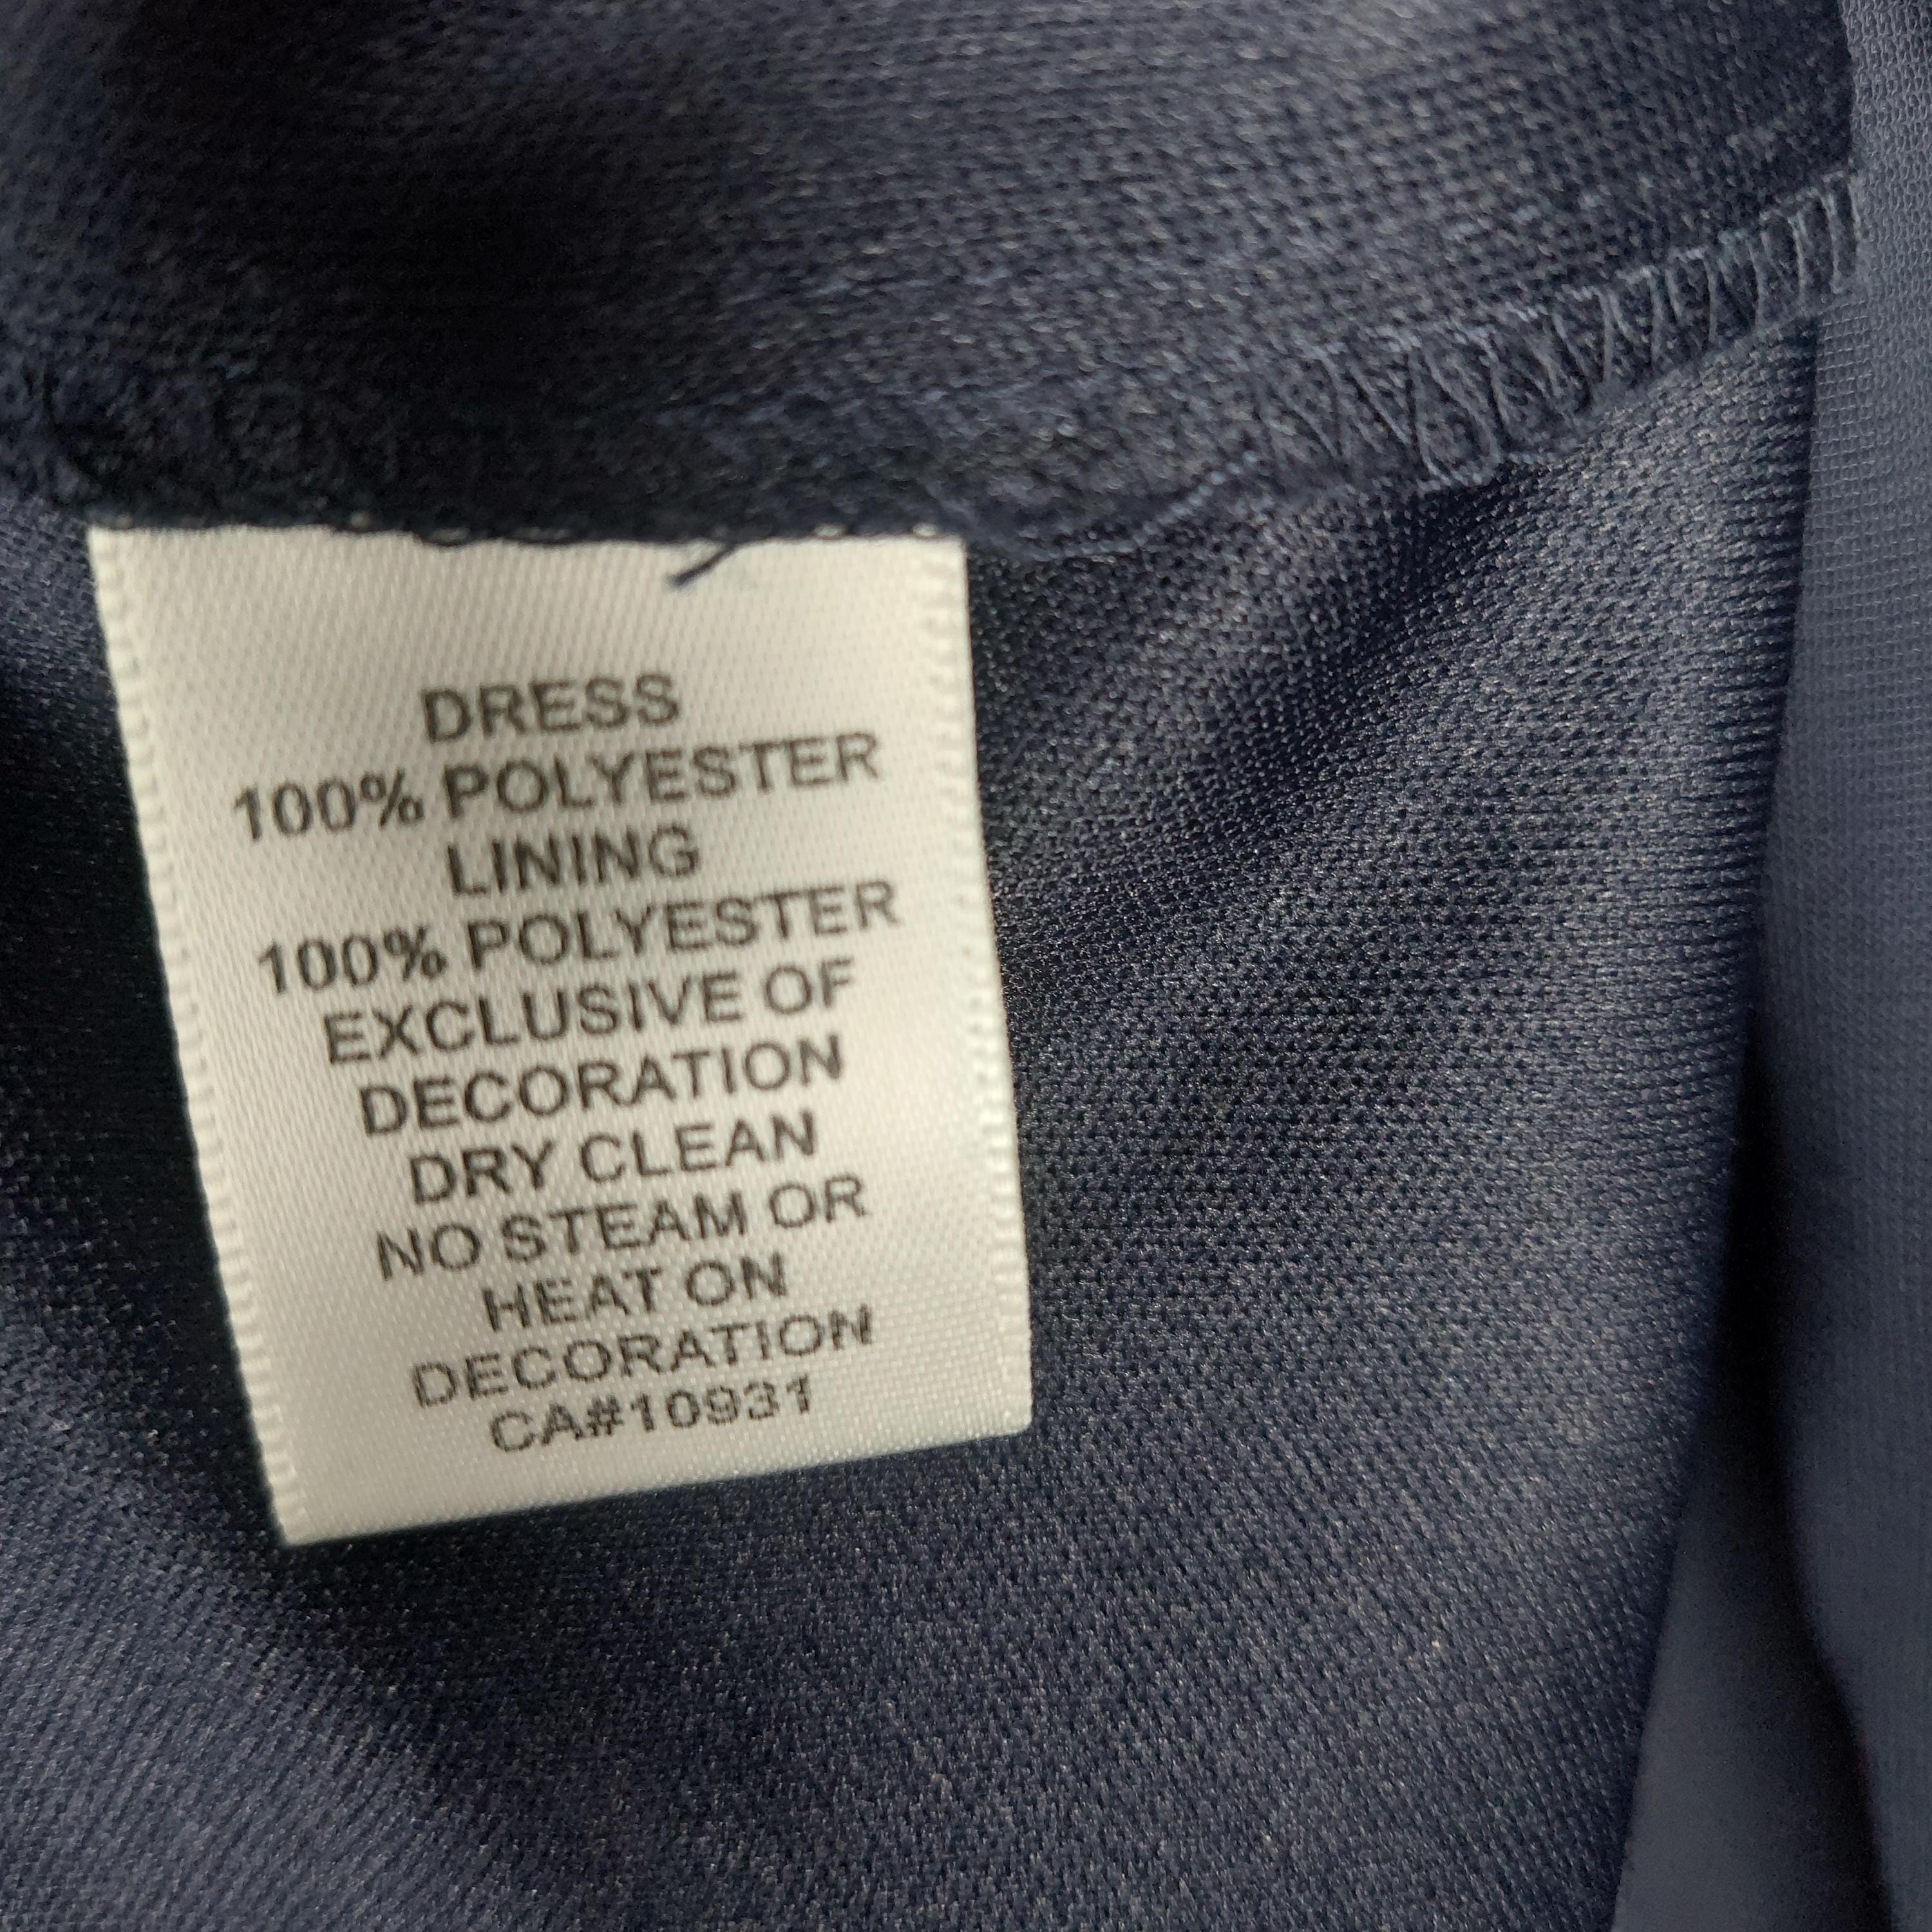 DRESS
100% POLYESTER
LINING
100% POLYESTER
EXCLUSIVE OF
DECORATION
DRY CLEAN
NO STEAM OR
HEAT ON
DECORATION
CA#10931